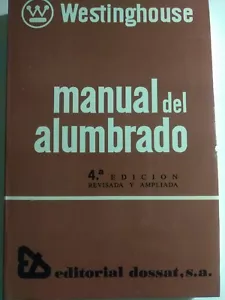 W Westinghouse
manual del
alumbrado
4.ª EDICION
REVISADA Y AMPLIADA
editorial dossat, s.a.